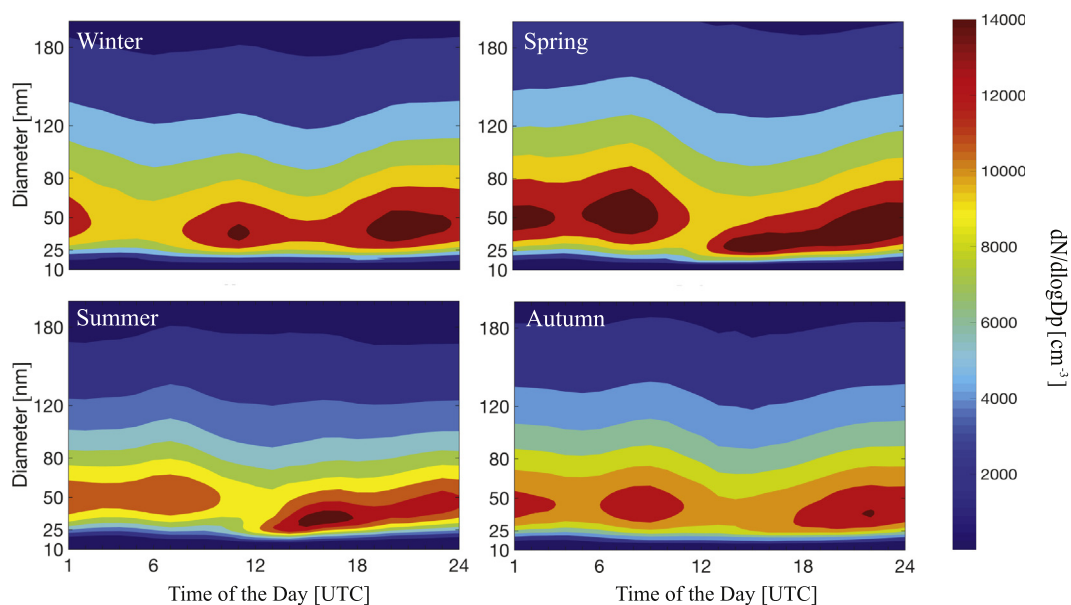 Winter
Spring
Diameter [nm]
180
120
80
50
25
10
14000
12000
10000
8000
6000
4000
2000
dN/dlogDp [cm⁻³]
Summer
Autumn
Diameter [nm]
180
120
80
50
25
10
180
120
80
50
25
10
180
120
80
50
25
10
1 6 12 18 24
1 6 12 18 24
Time of the Day [UTC]
Time of the Day [UTC]